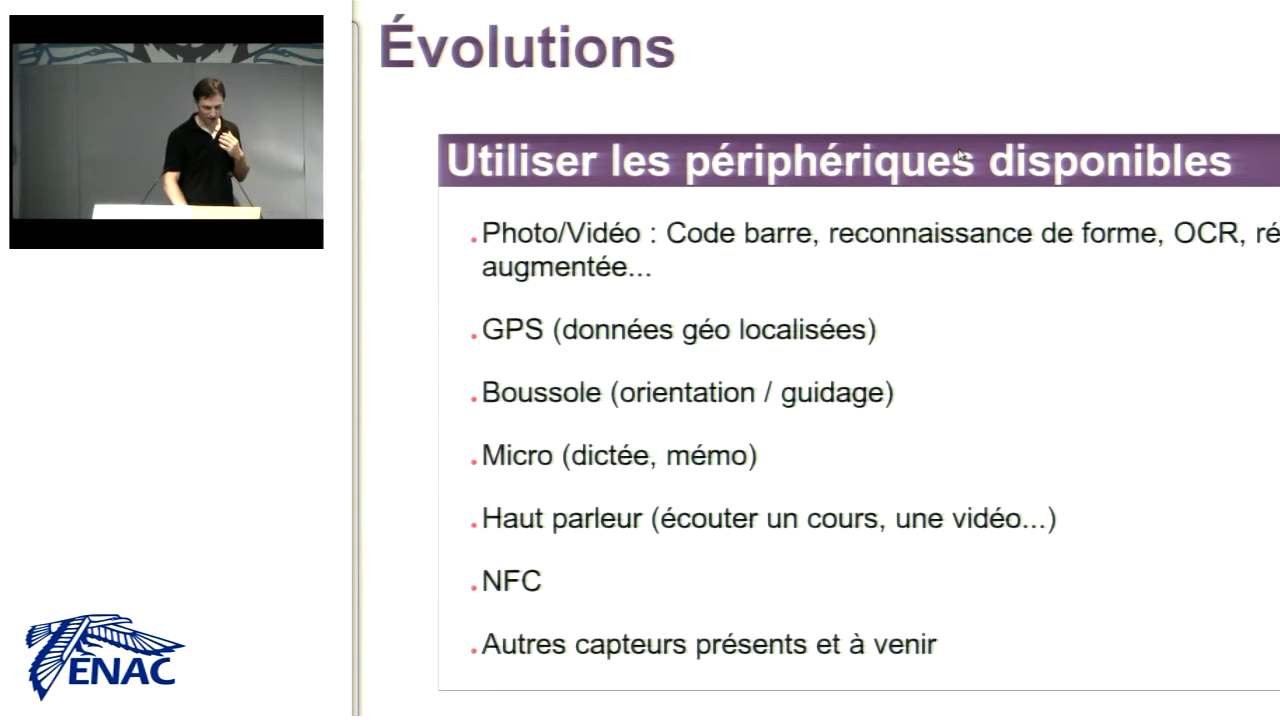 Évolutions
Utiliser les périphériques disponibles
Photo/Vidéo : Code barre, reconnaissance de forme, OCR,
augmentée...
GPS (données géo localisées)
Boussole (orientation / guidage)
Micro (dictée, mémo)
Haut parleur (écouter un cours, une vidéo...)
NFC
Autres capteurs présents et à venir
ENAC